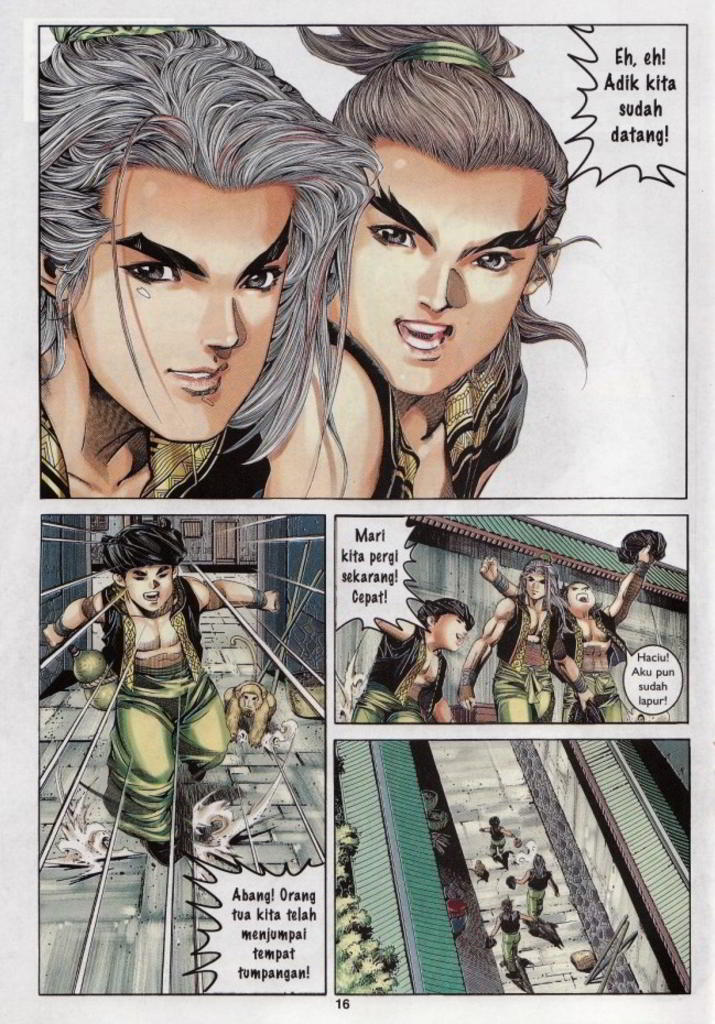 Eh, eh!
Adik kita
sudah
datang!
Abang! Orang
tua kita telah
menjumpai
tempat
tumpangan!
Mari
kita pergi
sekarang!
Cepat!
Haciu!
Aku pun
sudah
lapur!
16